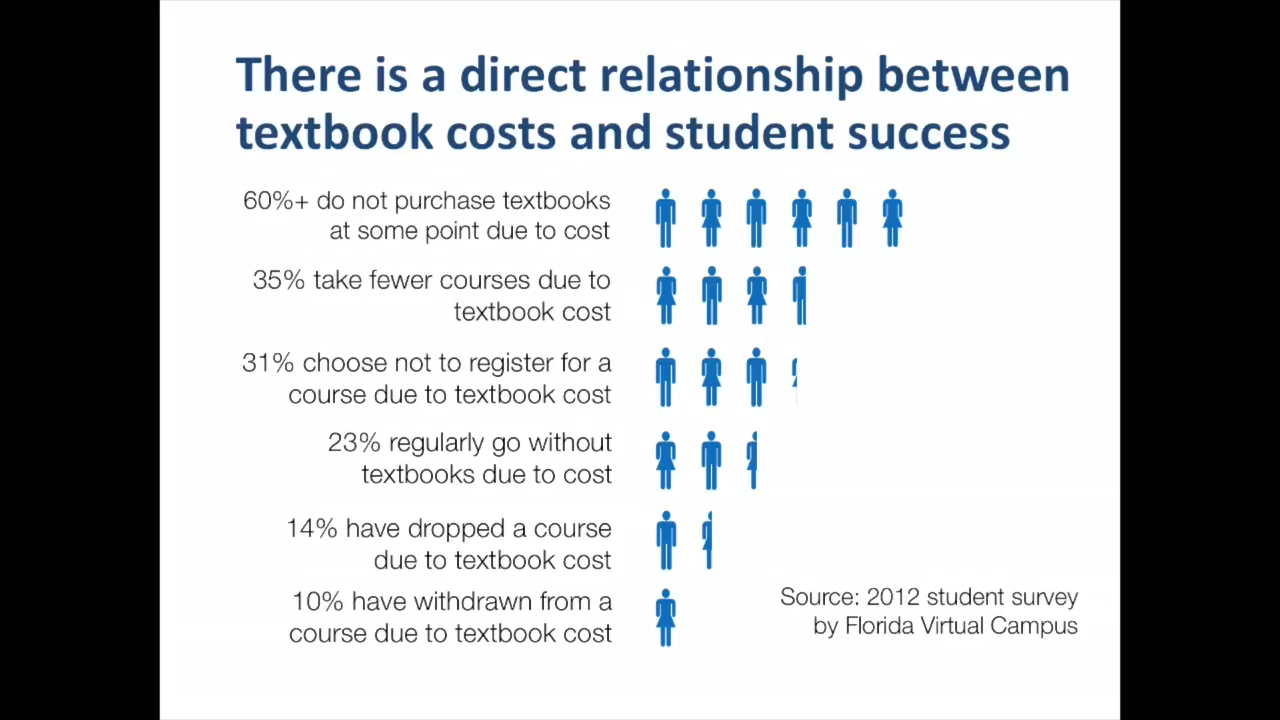 There is a direct relationship between
textbook costs and student success
60%+ do not purchase textbooks
at some point due to cost
35% take fewer courses due to
textbook cost
31% choose not to register for a
course due to textbook cost
23% regularly go without
textbooks due to cost
14% have dropped a course
due to textbook cost
10% have withdrawn from a
course due to textbook cost
Source: 2012 student survey
by Florida Virtual Campus